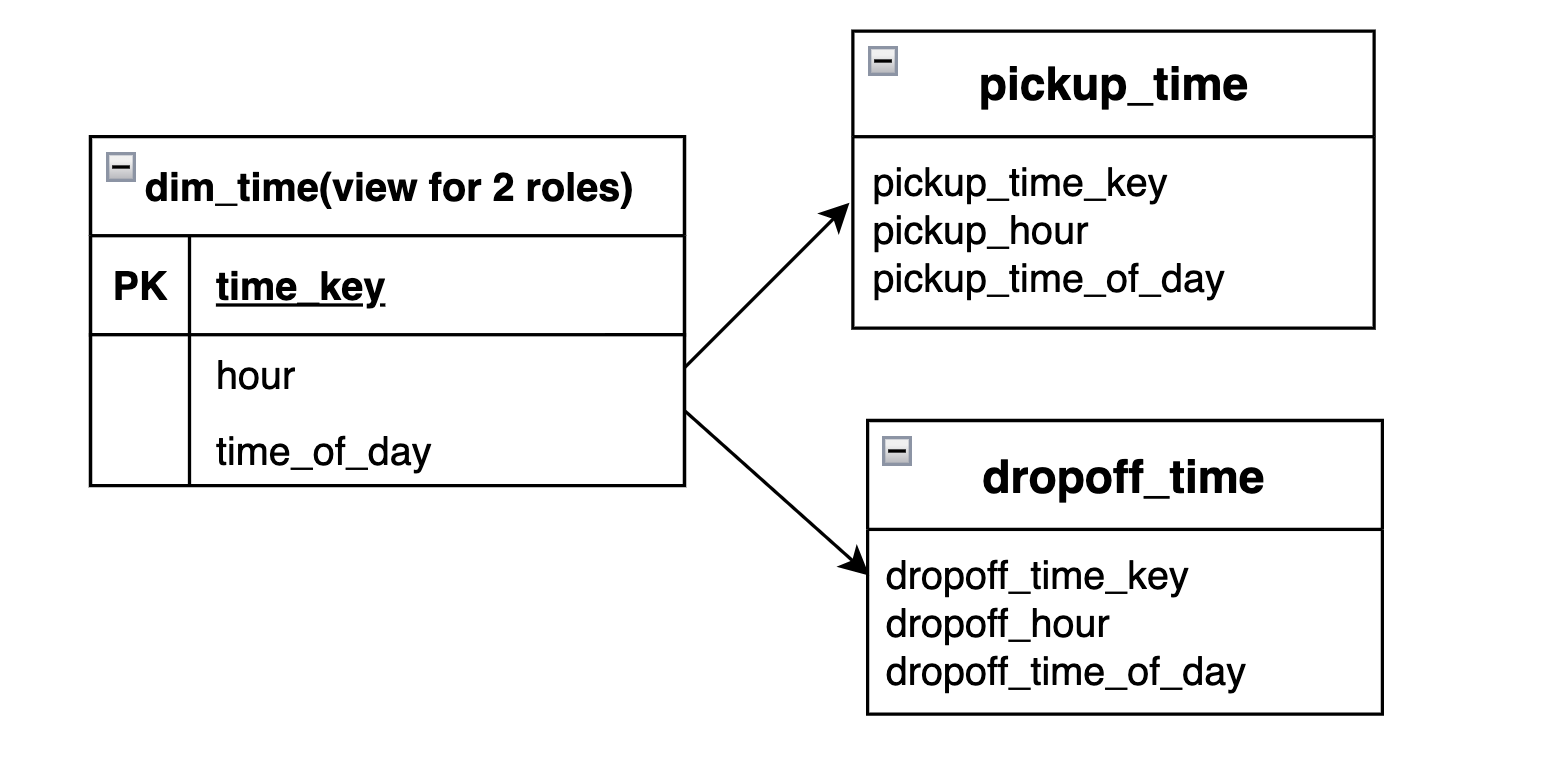 dim_time(view for 2 roles)
PK time_key
hour
time_of_day
pickup_time
pickup_time_key
pickup_hour
pickup_time_of_day
dropoff_time
dropoff_time_key
dropoff_hour
dropoff_time_of_day